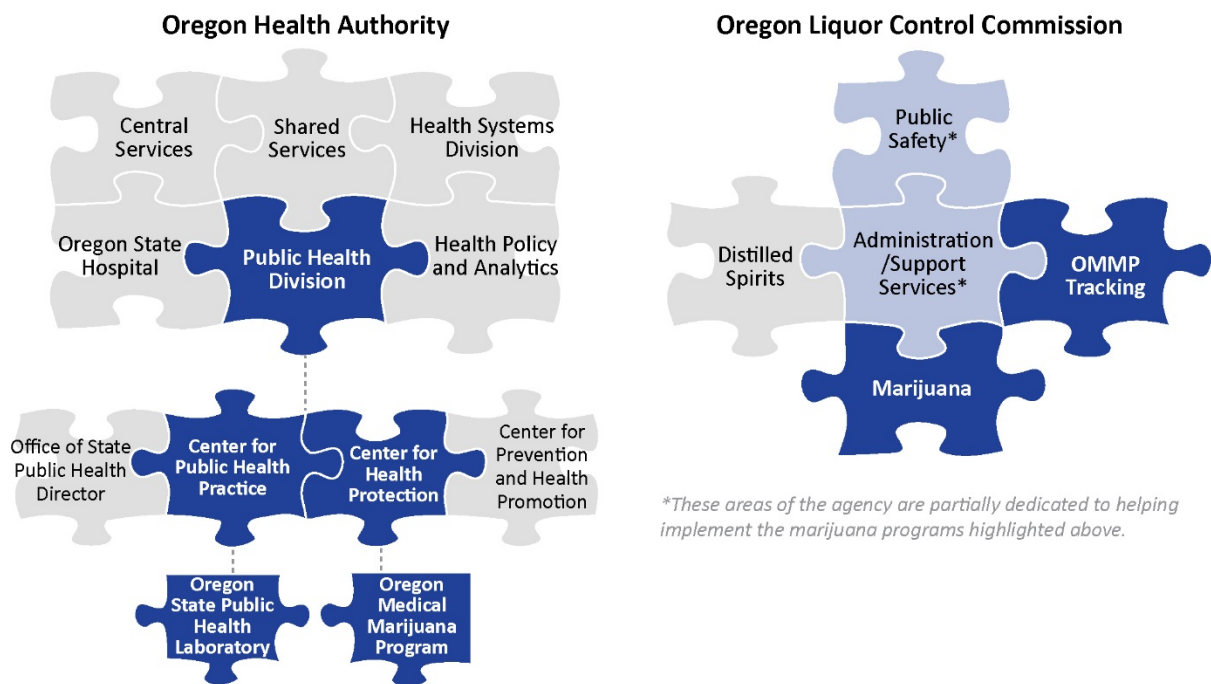 Oregon Health Authority
Central
Services
Shared
Services
Health Systems
Division
Oregon State
Hospital
Public Health
Division
Health Policy
and Analytics
Office of State
Public Health
Director
Center for
Public Health
Practice
Center for
Health
Protection
Center for
Prevention
and Health
Promotion
Oregon
State Public
Health
Laboratory
Oregon
Medical
Marijuana
Program
Oregon Liquor Control Commission
Public
Safety*
Distilled
Spirits
Administration
/Support
Services*
OMMP
Tracking
Marijuana
*These areas of the agency are partially dedicated to helping
implement the marijuana programs highlighted above.